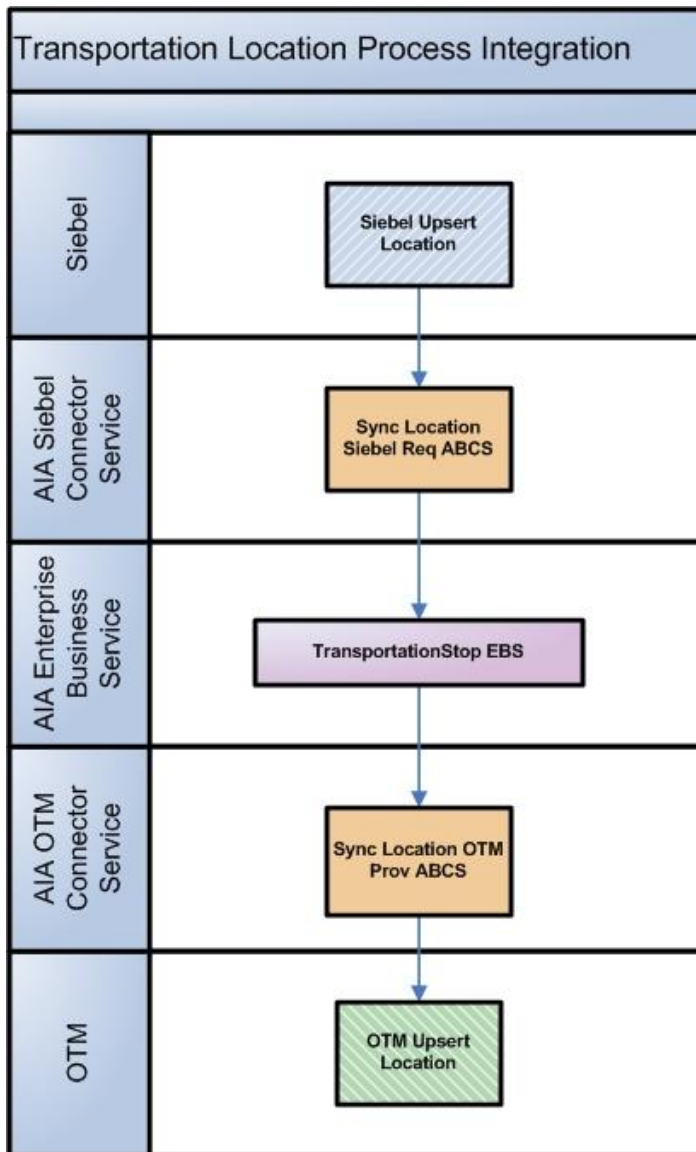 Transportation Location Process Integration
Siebel
Siebel Upsert
Location
AIA Siebel
Connector
Service
Sync Location
Siebel Req ABCS
AIA Enterprise
Business
Service
TransportationStop EBS
AIA OTM
Connector
Service
Sync Location OTM
Prov ABCS
OTM
OTM Upsert
Location